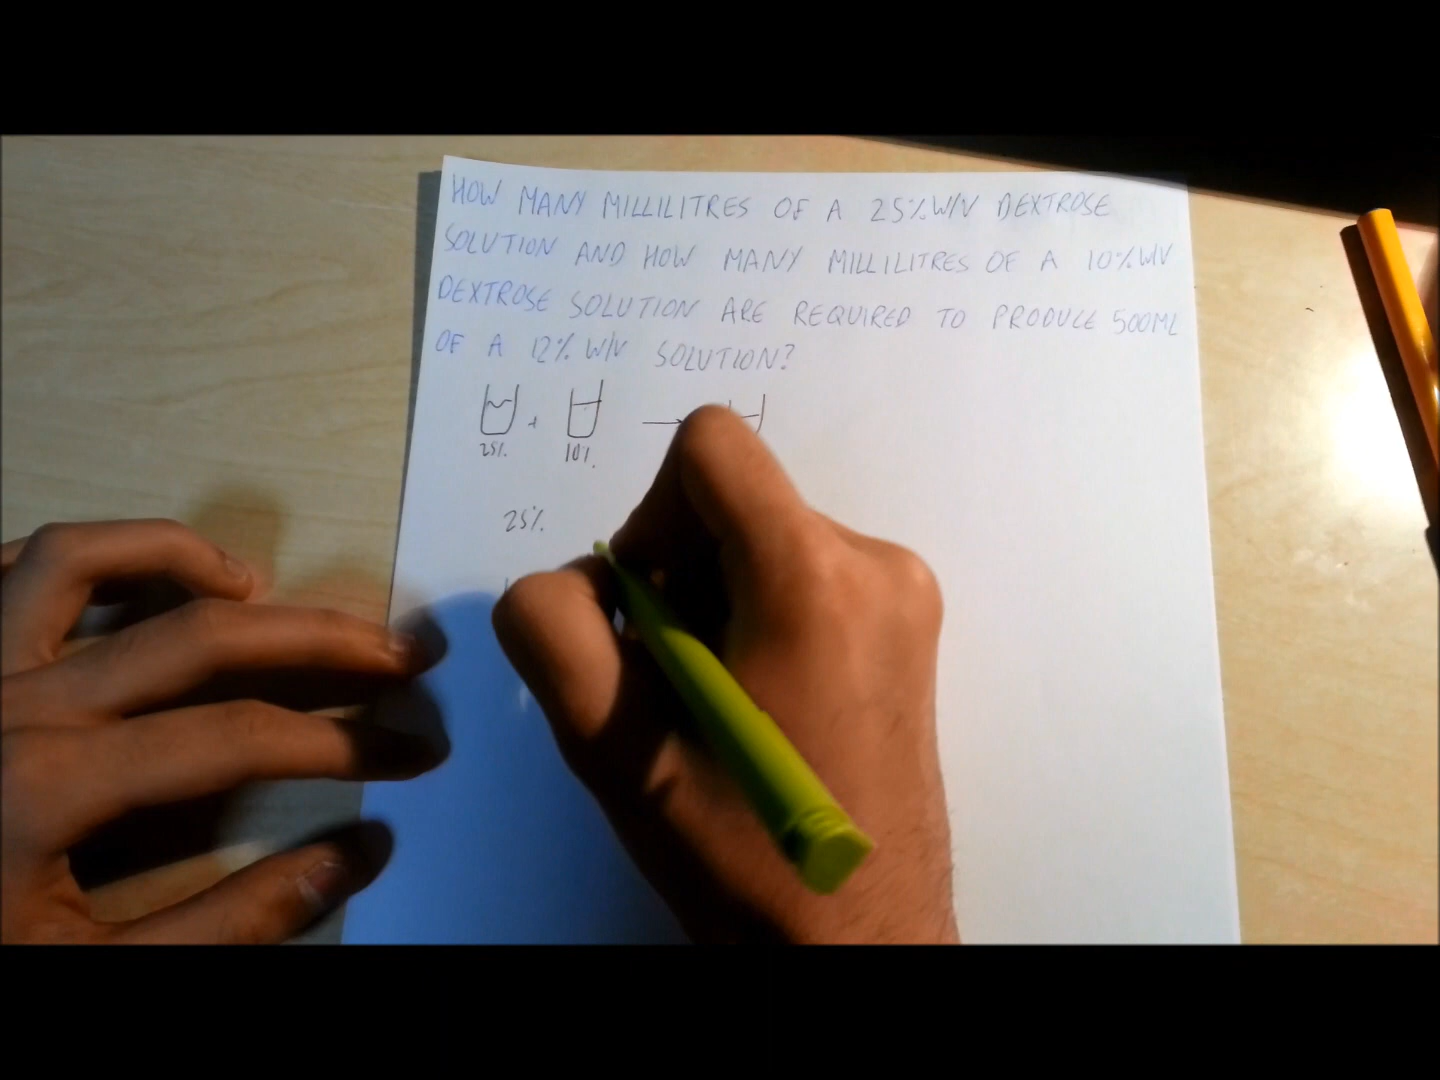 HOW MANY MILLILITRES OF A 25% W/V DEXTROSE
SOLUTION AND HOW MANY MILLILITRES OF A 10% W/V
DEXTROSE SOLUTION ARE REQUIRED TO PRODUCE 500ML
OF A 12% W/V SOLUTION?
+
25% 10%
25%